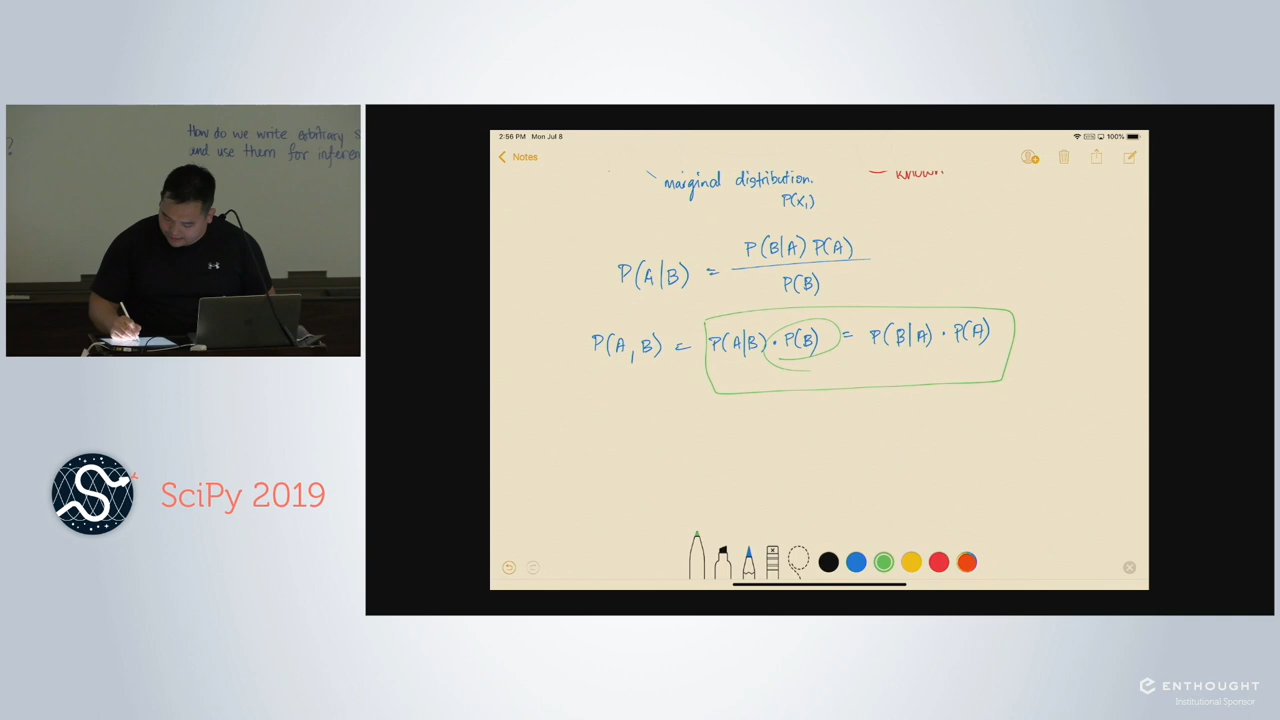 ?
How do we write arbitrary
and use them for
2:56 PM Mon Jul 8
100%
Notes
marginal distribution.
known
P(x₁)
P(A|B) = P(B|A) P(A)
P(B)
P(A, B) = P(A|B) · P(B) = P(B|A) · P(A)
SciPy 2019
ENTHOUGHT
Institutional Sponsor